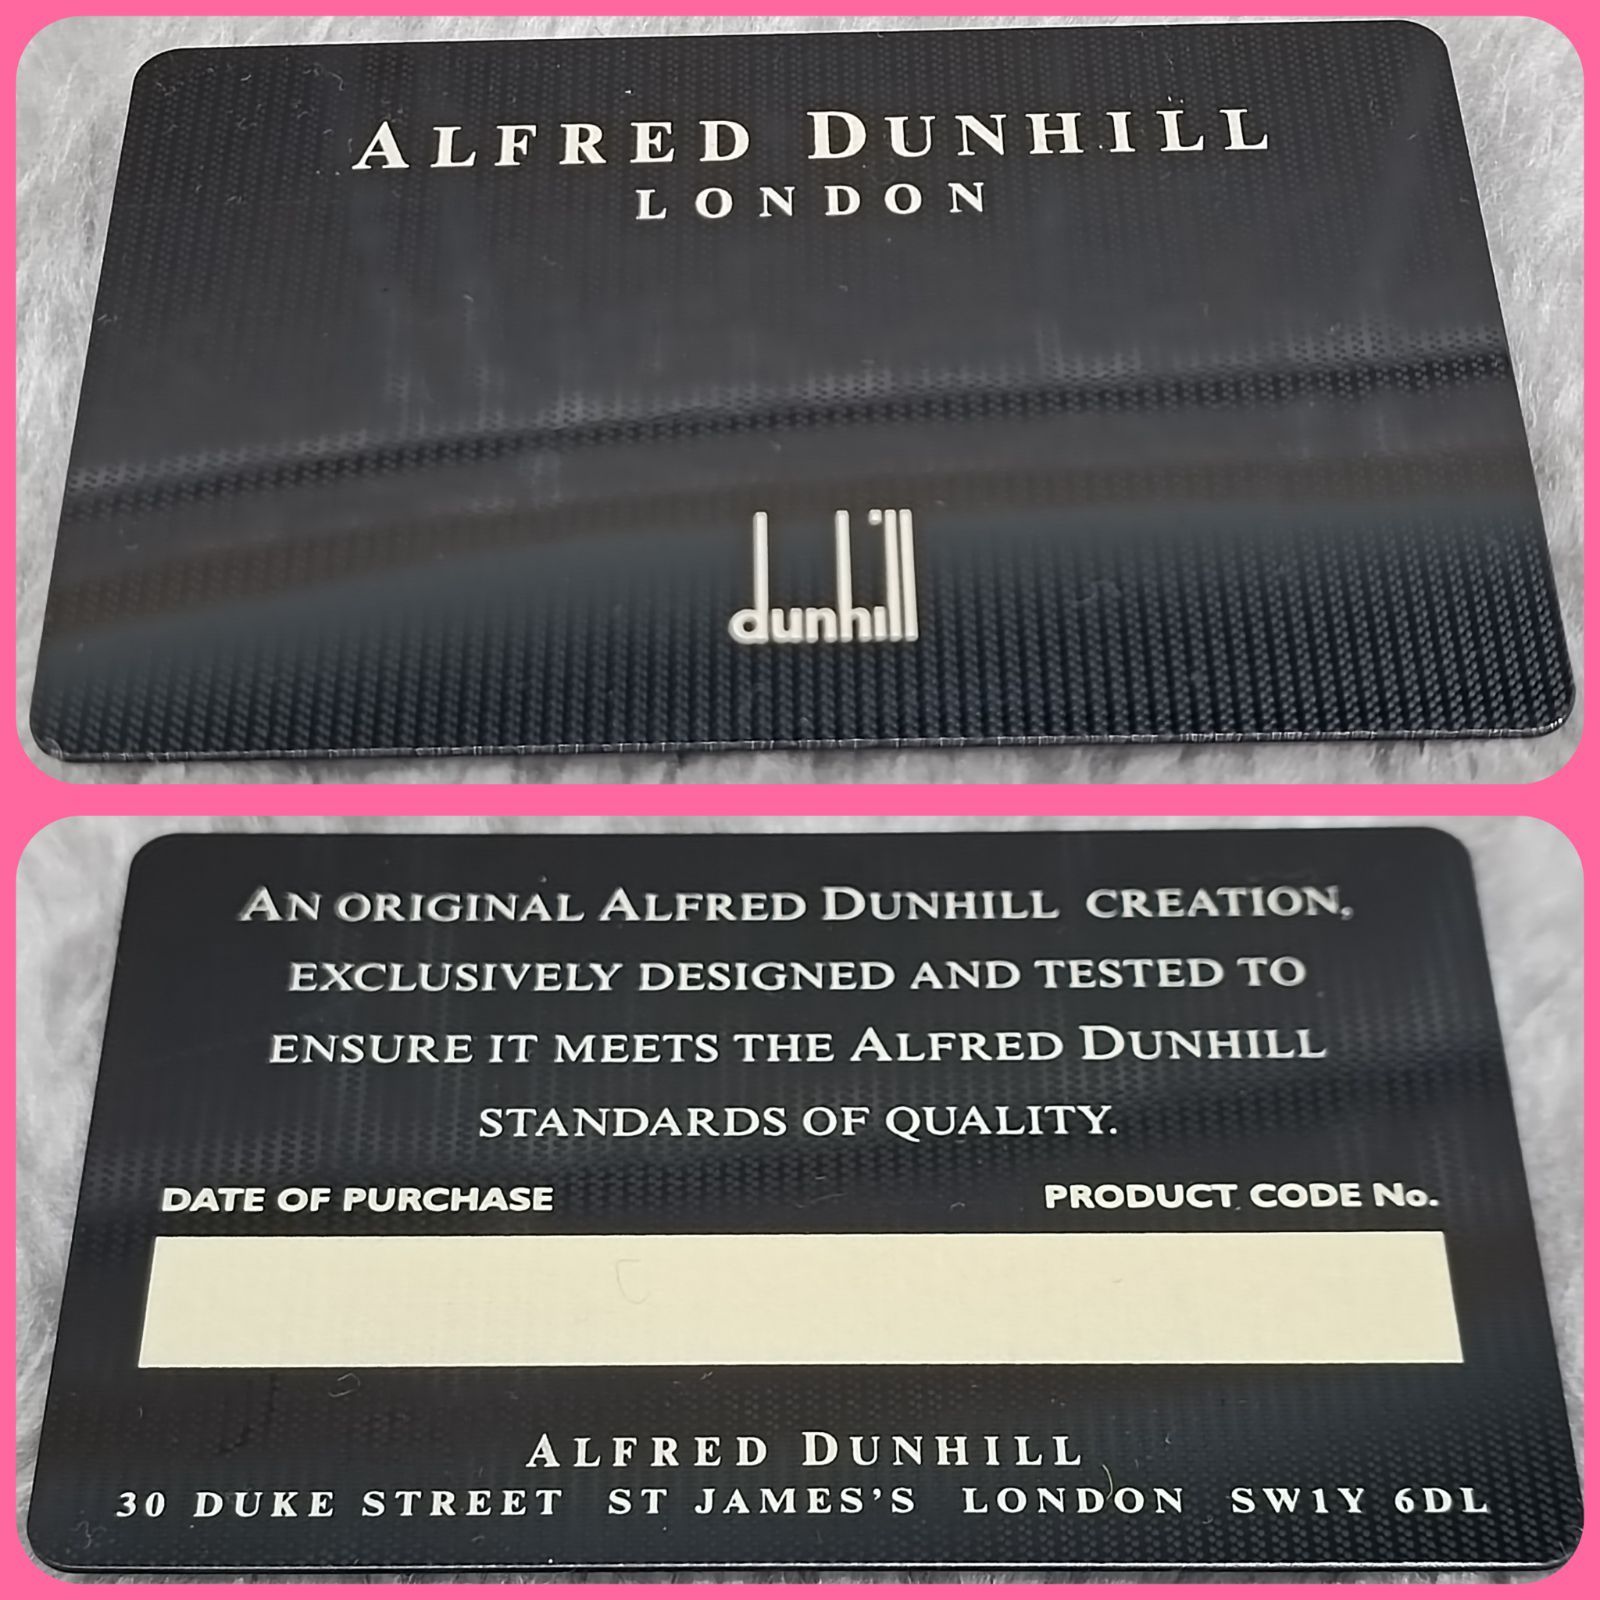 ALFRED DUNHILL
LONDON
dunhill
AN ORIGINAL ALFRED DUNHILL CREATION,
EXCLUSIVELY DESIGNED AND TESTED TO
ENSURE IT MEETS THE ALFRED DUNHILL
STANDARDS OF QUALITY.
DATE OF PURCHASE PRODUCT CODE No.
ALFRED DUNHILL
30 DUKE STREET ST JAMES'S LONDON SW1Y 6DL